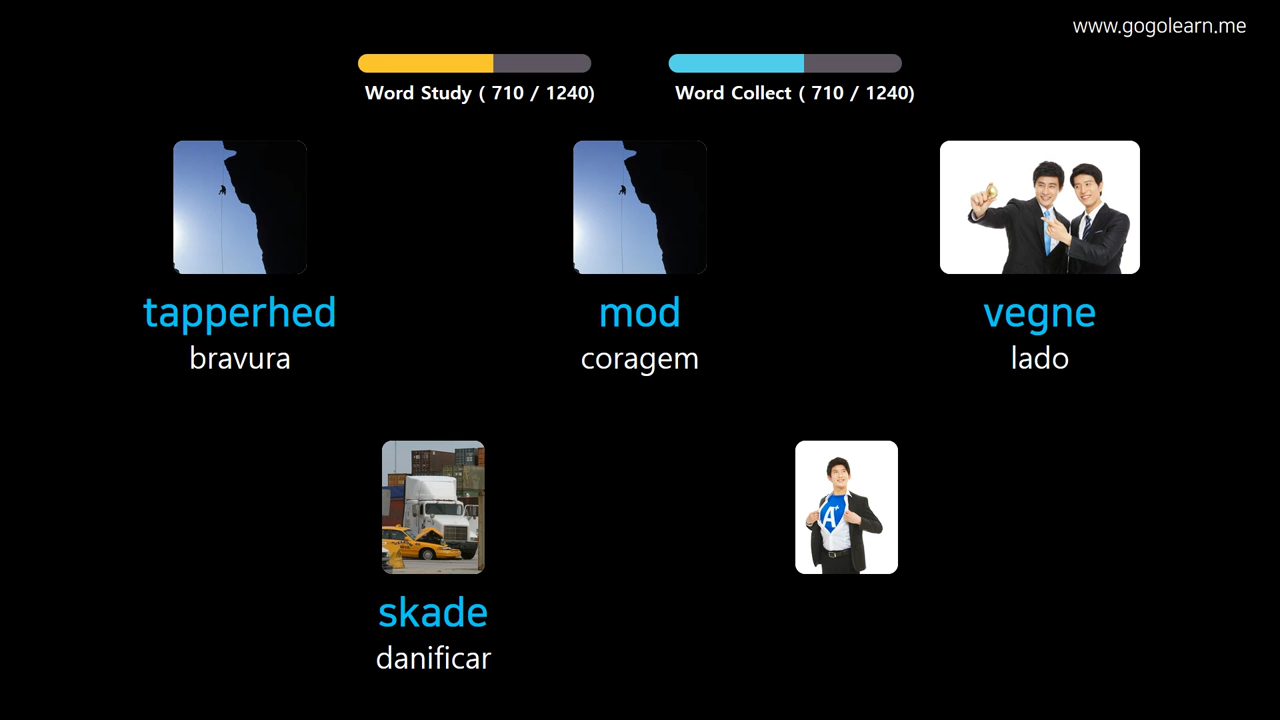 www.gogolearn.me
Word Study ( 710 / 1240)
Word Collect ( 710 / 1240)
tapperhed
bravura
mod
coragem
vegne
lado
A+
skade
danificar